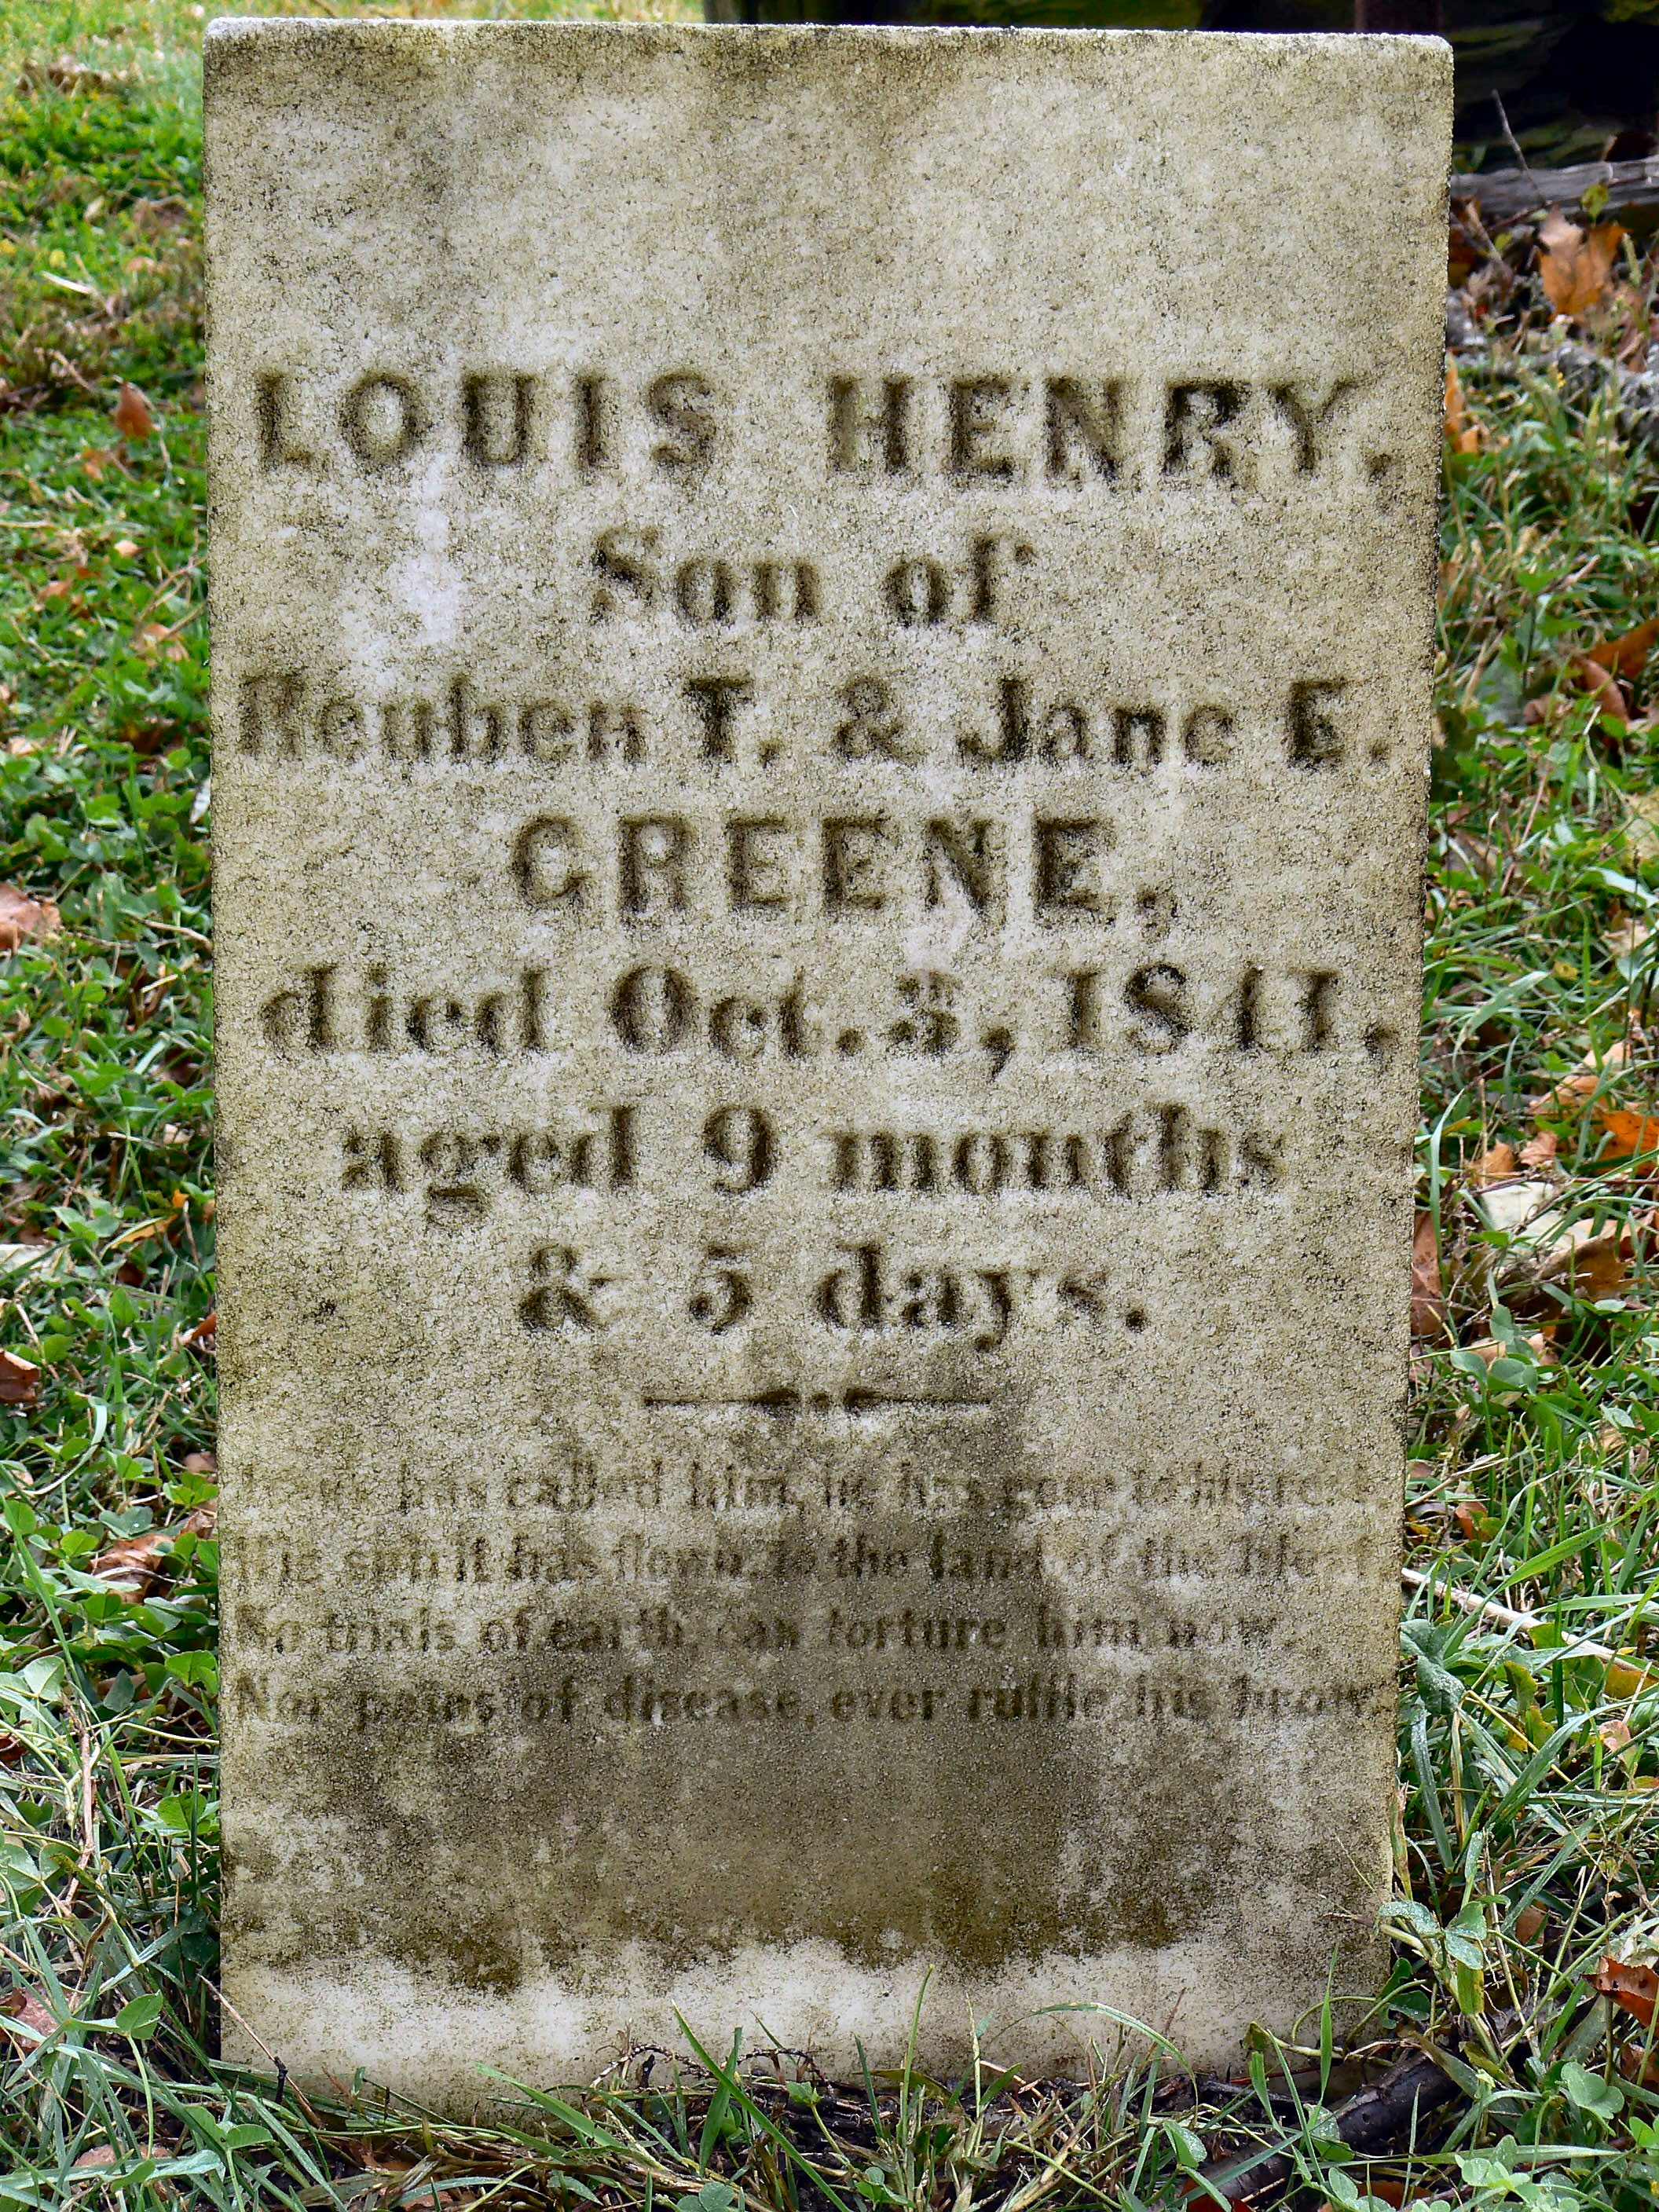 LOUIS HENRY,
Son of
Reuben T. & Jane E.
GREENE,
died Oct. 3, 1841,
aged 9 months
& 5 days.
has called him, he has gone to his
spirit has flown to the land of the
No trials of earth can torture him now,
Nor pains of disease, ever ruffle his brow